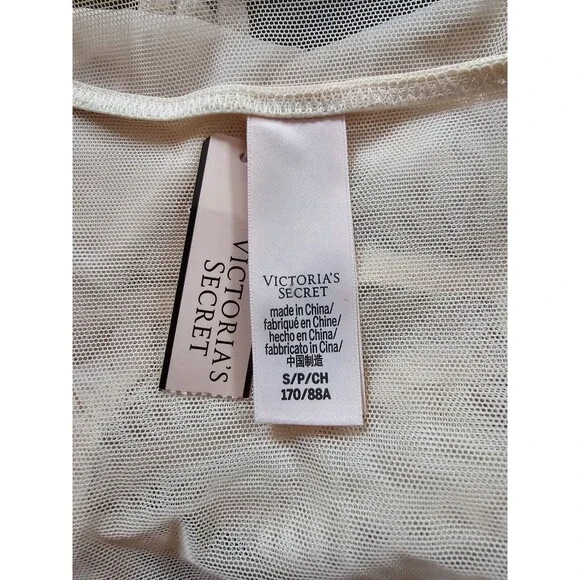 VICTORIA'S
SECRET
VICTORIA'S
SECRET
made in China/
fabriqué en Chine/
hecho en China/
fabbricato in Cina/
中国制造
S/P/CH
170/88A